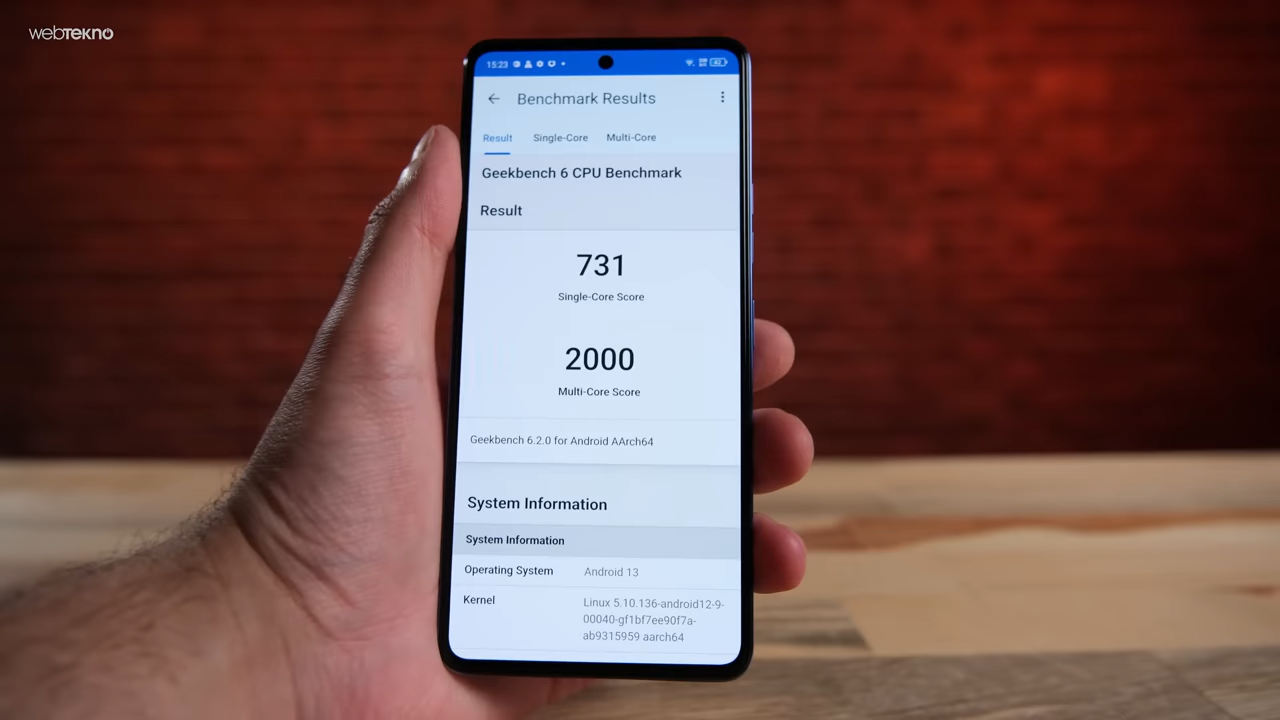 webTEKNO
15:23
42
Benchmark Results
Result Single-Core Multi-Core
Geekbench 6 CPU Benchmark
Result
731
Single-Core Score
2000
Multi-Core Score
Geekbench 6.2.0 for Android AArch64
System Information
System Information
Operating System Android 13
Kernel Linux 5.10.136-android12-9-
00040-gf1bf7ee90f7a-
ab9315959 aarch64